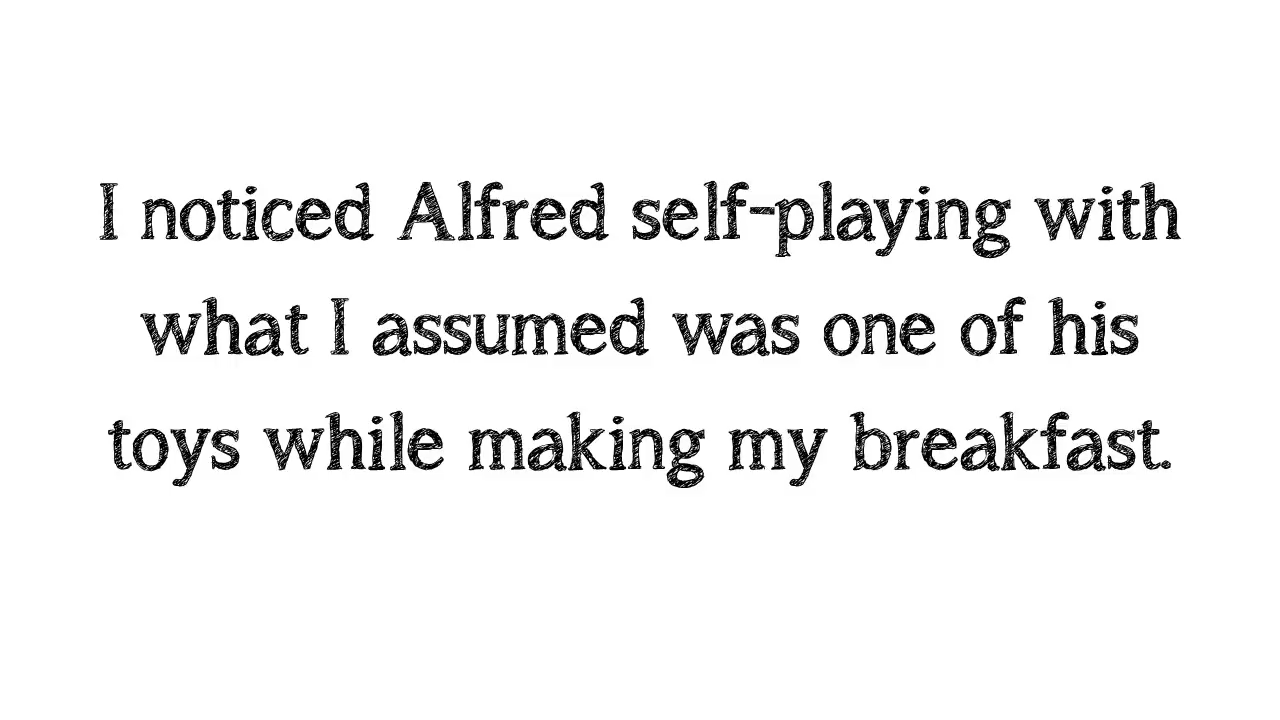 I noticed Alfred self-playing with
what I assumed was one of his
toys while making my breakfast.